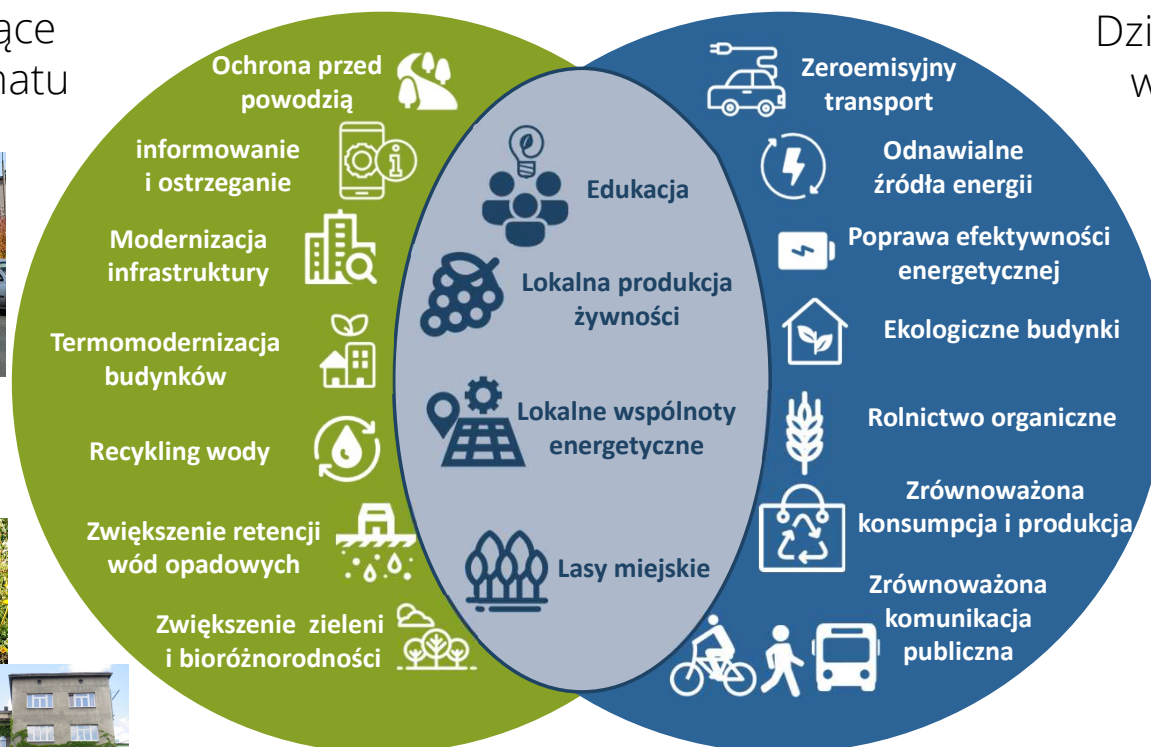 ące
natu
Ochrona przed
powodzią
informowanie
i ostrzeganie
Modernizacja
infrastruktury
Termomodernizacja
budynków
Recykling wody
Zwiększenie retencji
wód opadowych
Zwiększenie zieleni
i bioróżnorodności
Edukacja
Lokalna produkcja
żywności
Lokalne wspólnoty
energetyczne
Lasy miejskie
Dzi
w
Zeroemisyjny
transport
Odnawialne
źródła energii
Poprawa efektywności
energetycznej
Ekologiczne budynki
Rolnictwo organiczne
Zrównoważona
konsumpcja i produkcja
Zrównoważona
komunikacja
publiczna